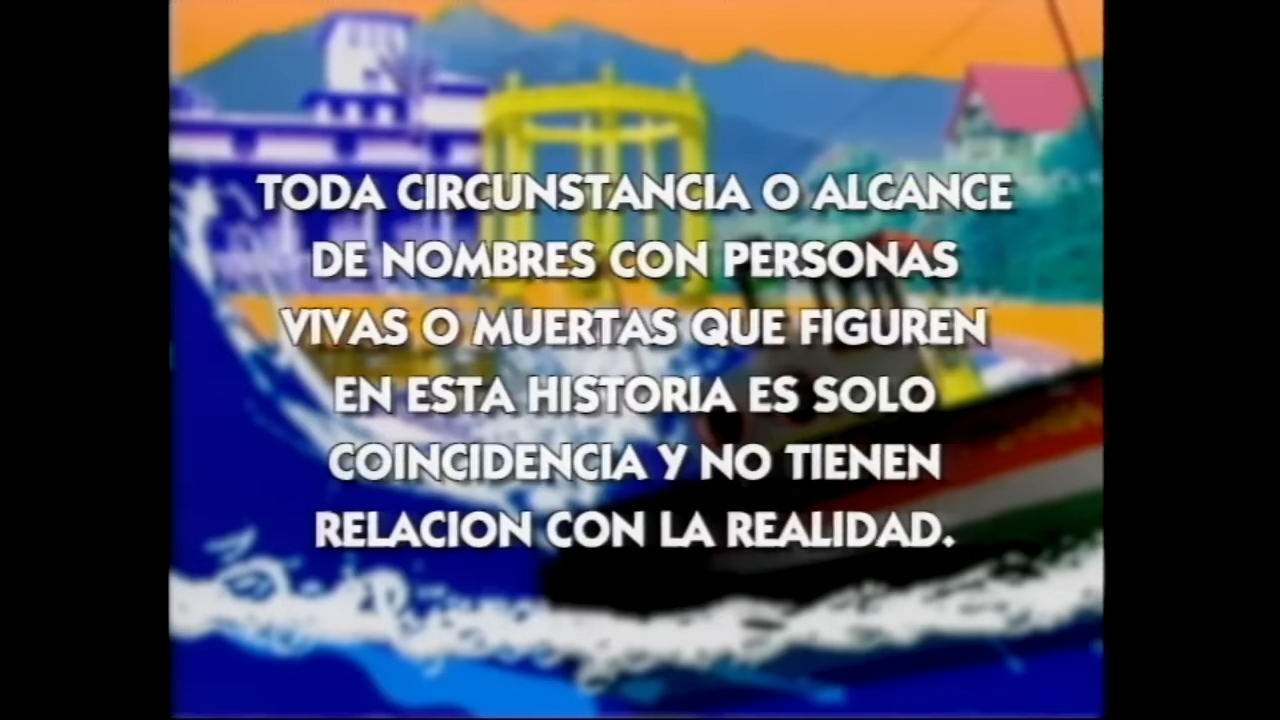 TODA CIRCUNSTANCIA O ALCANCE
DE NOMBRES CON PERSONAS
VIVAS O MUERTAS QUE FIGUREN
EN ESTA HISTORIA ES SOLO
COINCIDENCIA Y NO TIENEN
RELACION CON LA REALIDAD.